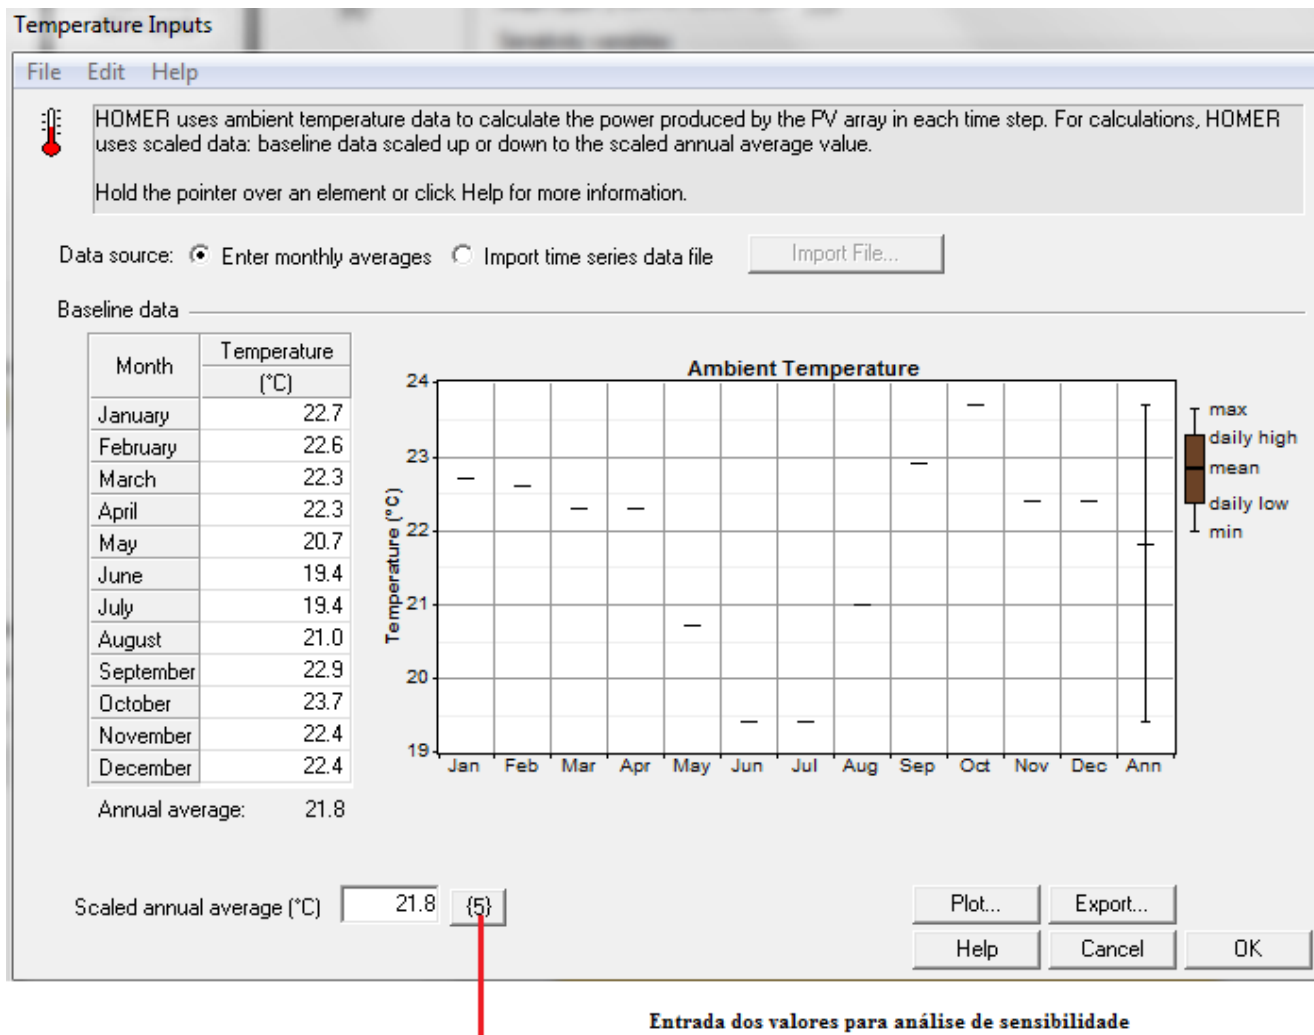 Temperature Inputs
File Edit Help
HOMER uses ambient temperature data to calculate the power produced by the PV array in each time step. For calculations, HOMER
uses scaled data: baseline data scaled up or down to the scaled annual average value.
Hold the pointer over an element or click Help for more information.
Data source: Enter monthly averages Import time series data file Import File...
Baseline data
Month Temperature
(°C)
January 22.7
February 22.6
March 22.3
April 22.3
May 20.7
June 19.4
July 19.4
August 21.0
September 22.9
October 23.7
November 22.4
December 22.4
Annual average: 21.8
Ambient Temperature
Temperature (°C)
24
23
22
21
20
19
Jan Feb Mar Apr May Jun Jul Aug Sep Oct Nov Dec Ann
max
daily high
mean
daily low
min
Scaled annual average (°C) 21.8 {5}
Plot... Export...
Help Cancel OK
Entrada dos valores para análise de sensibilidade